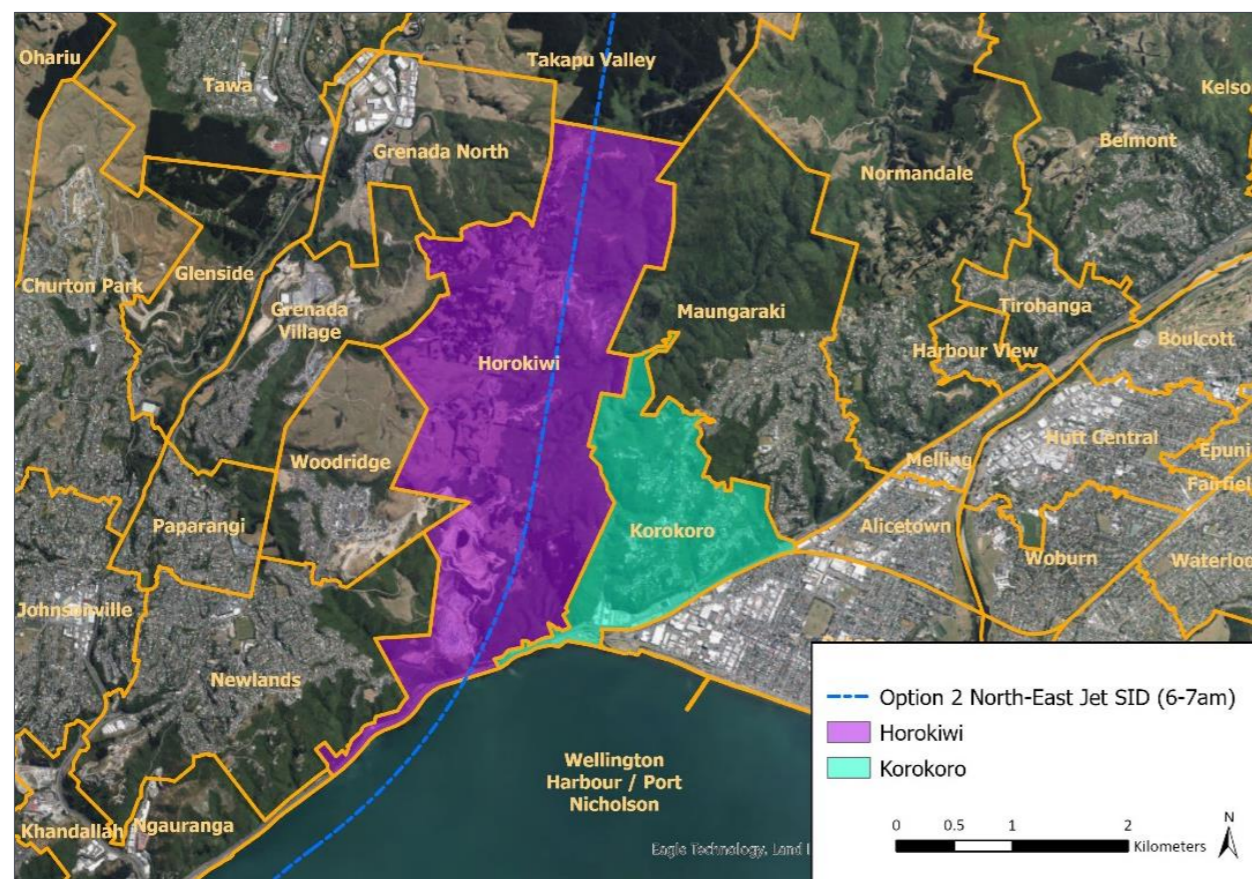 Ohariu
Tawa
Takapu Valley
Kelso
Grenada North
Belmont
Normandale
Churton Park
Glenside
Grenada
Village
Maungaraki
Tirohanga
Boulcott
Horokiwi
Harbour View
Hutt Central
Epuni
Woodridge
Melling
Fairfiel
Paparangi
Korokoro
Alicetown
Woburn
Waterloo
Johnsonville
Newlands
Option 2 North-East Jet SID (6-7am)
Horokiwi
Korokoro
Wellington
Harbour / Port
Nicholson
Khandallah
Ngauranga
Eagle Technology, Land I
0 0.5 1 2
Kilometers
N